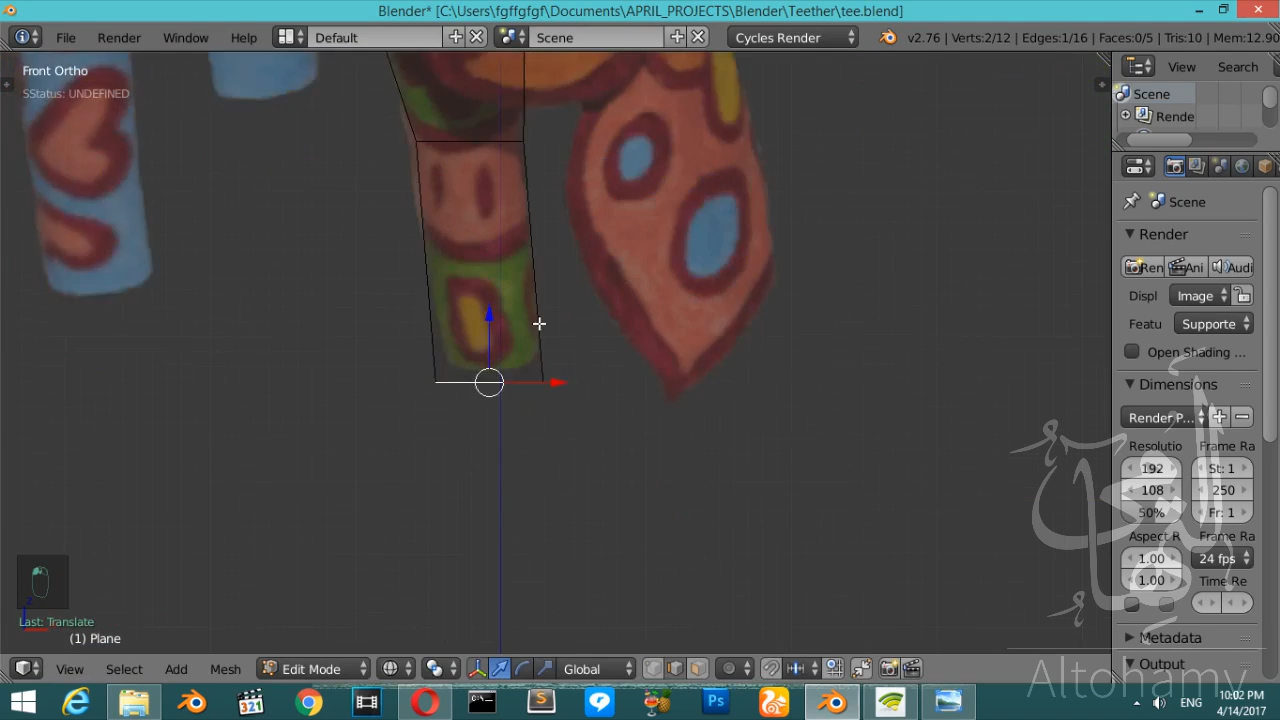 Blender* [C:\Users\fgffgfgf\Documents\APRIL_PROJECTS\Blender\Teether\tee.blend]
File Render Window Help Default Scene Cycles Render v2.76 | Verts:2/12 | Edges:1/16 | Faces:0/5 | Tris:10 | Mem:12.90
Front Ortho
SStatus: UNDEFINED
View Search
Scene
Rende
Scene
Render
Ren Ani Audi
Displ Image
Featu Supporte
Open Shading ...
Dimensions
Render P...
Resolutio Frame Ra
192 St: 1
108 250
50% Fr: 1
Aspect R Frame Ra
1.00 24 fps
1.00 Time Re
Metadata
Output
z
Last: Translate
(1) Plane
View Select Add Mesh Edit Mode Global
Altohamy
321
Ps
ENG
10:02 PM
4/14/2017